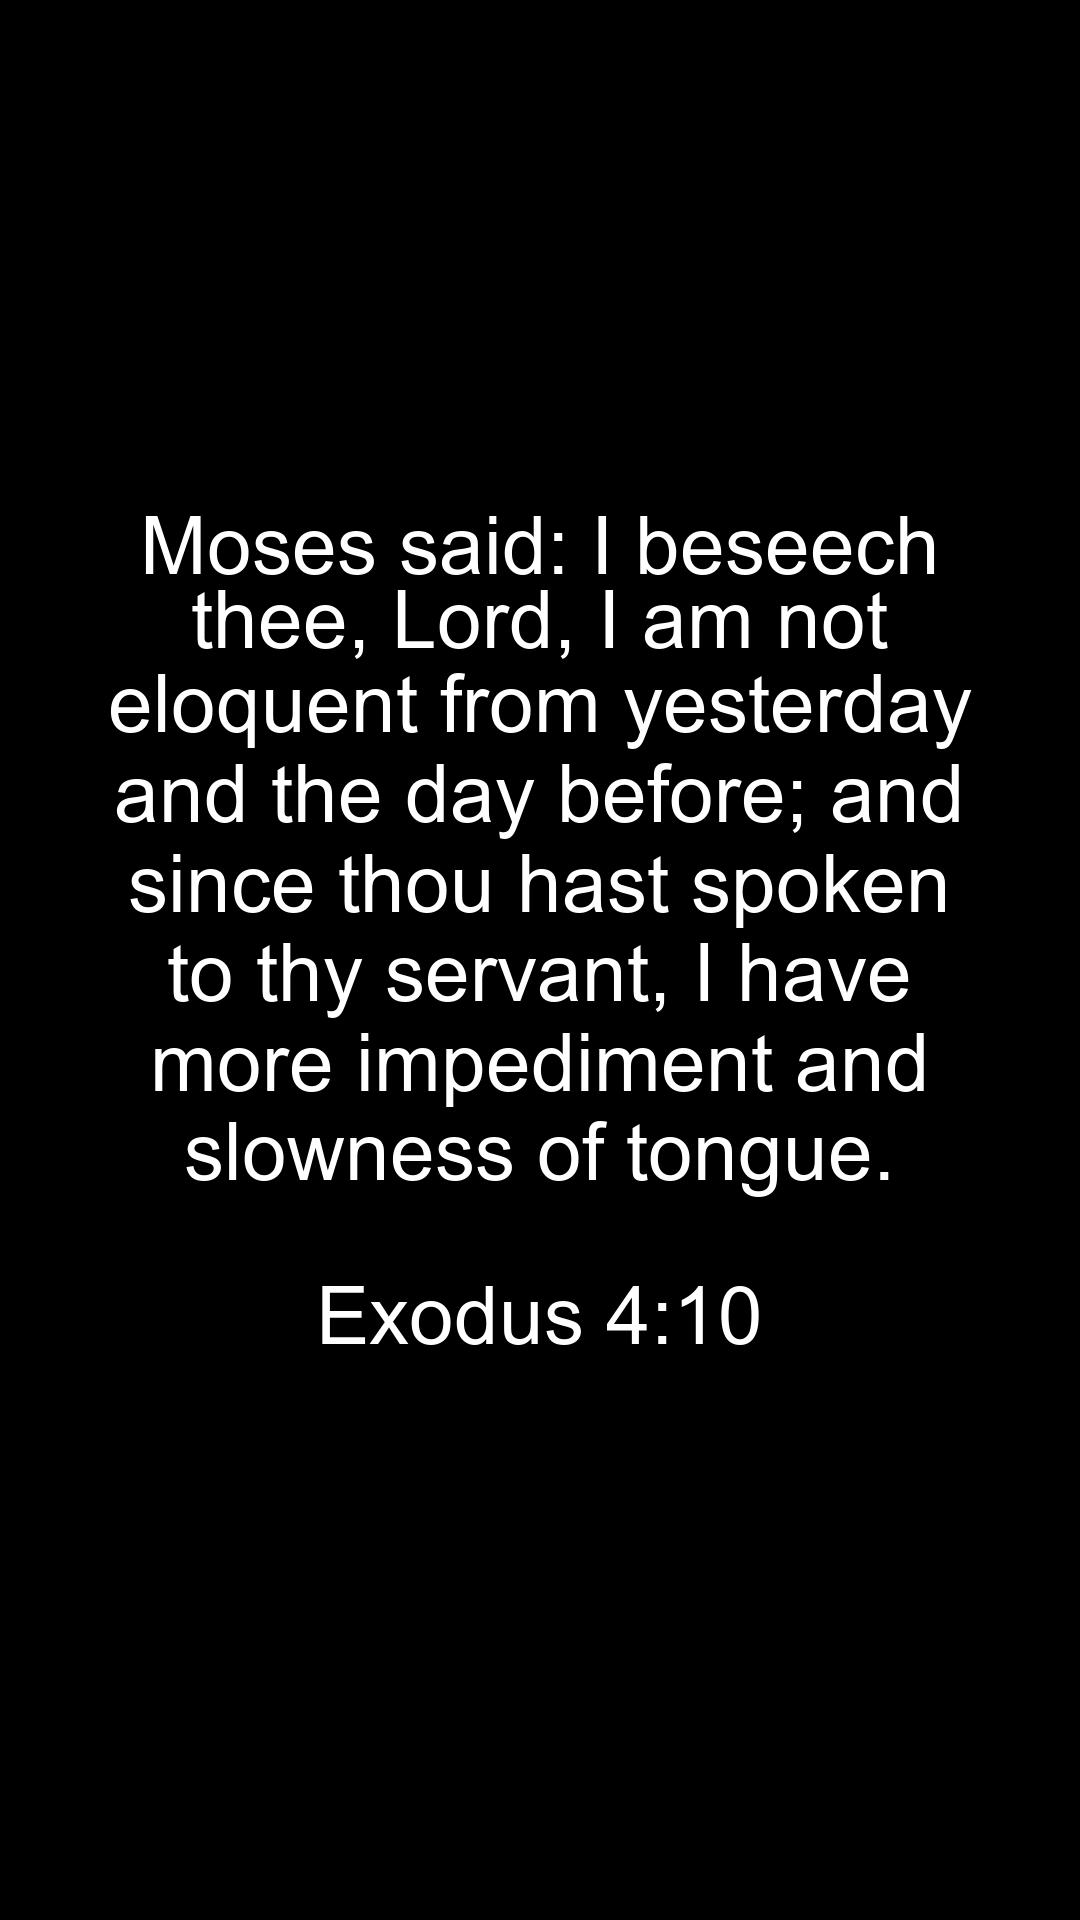 Moses said: I beseech
thee, Lord, I am not
eloquent from yesterday
and the day before; and
since thou hast spoken
to thy servant, I have
more impediment and
slowness of tongue.
Exodus 4:10